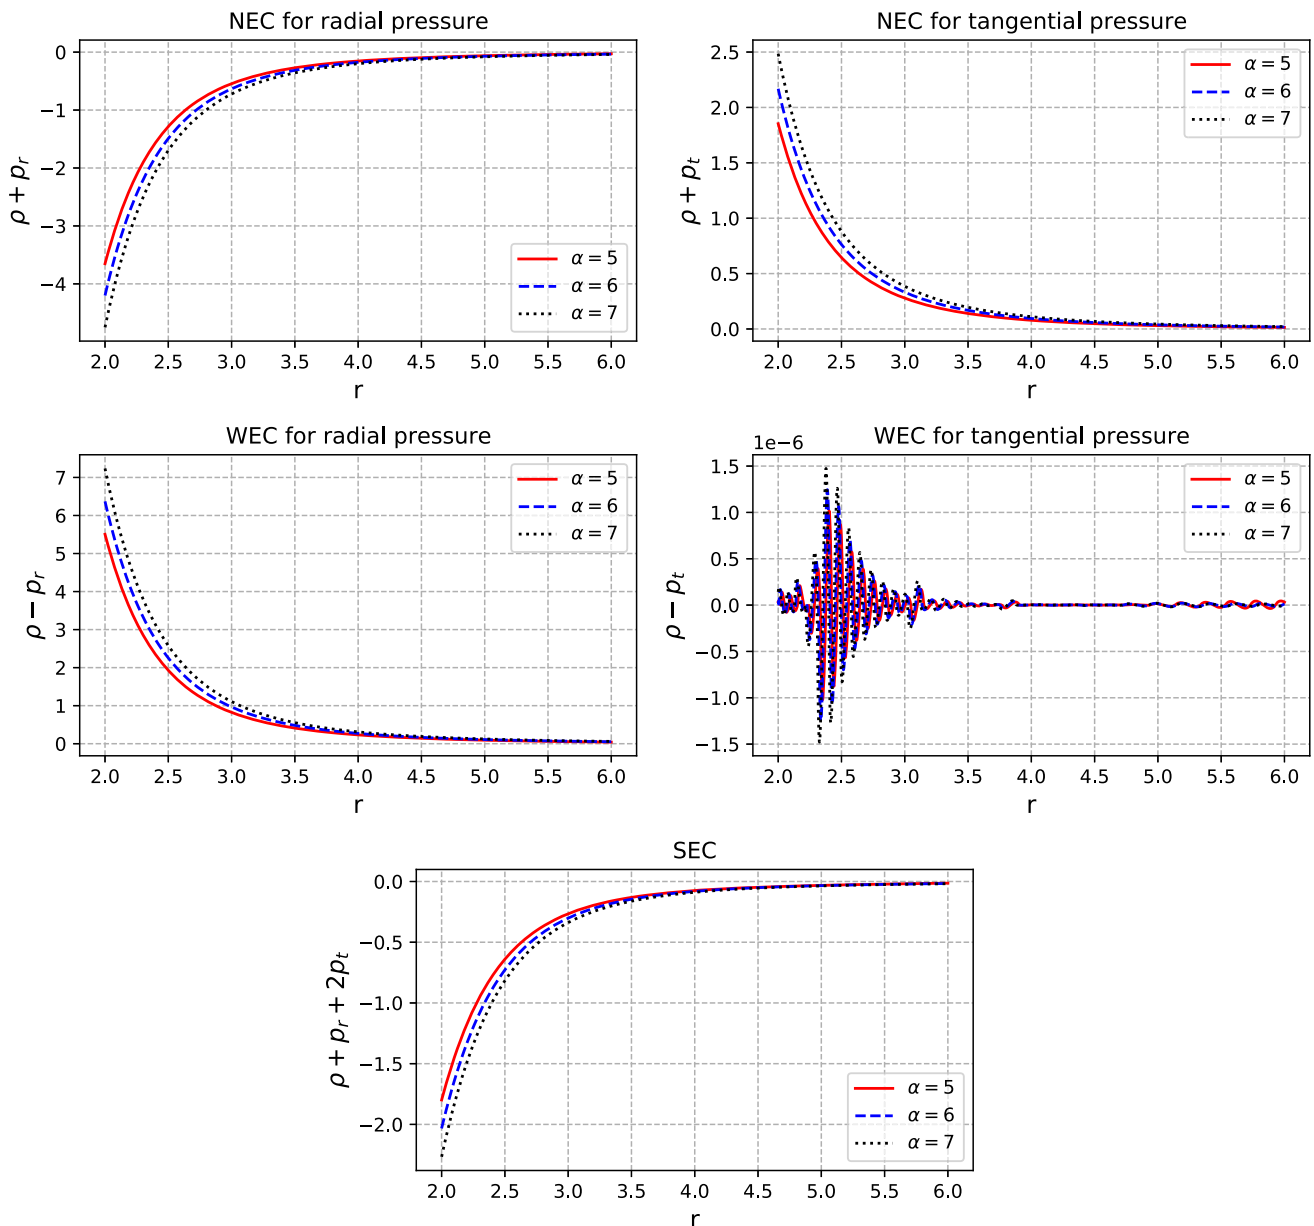 NEC for radial pressure
ρ + p_r
0
−1
−2
−3
−4
α = 5
α = 6
α = 7
2.0 2.5 3.0 3.5 4.0 4.5 5.0 5.5 6.0
r
NEC for tangential pressure
ρ + p_t
2.5
2.0
1.5
1.0
0.5
0.0
α = 5
α = 6
α = 7
2.0 2.5 3.0 3.5 4.0 4.5 5.0 5.5 6.0
r
WEC for radial pressure
ρ − p_r
7
6
5
4
3
2
1
0
α = 5
α = 6
α = 7
2.0 2.5 3.0 3.5 4.0 4.5 5.0 5.5 6.0
r
WEC for tangential pressure
1e−6
ρ − p_t
1.5
1.0
0.5
0.0
−0.5
−1.0
−1.5
α = 5
α = 6
α = 7
2.0 2.5 3.0 3.5 4.0 4.5 5.0 5.5 6.0
r
SEC
ρ + p_r + 2p_t
0.0
−0.5
−1.0
−1.5
−2.0
α = 5
α = 6
α = 7
2.0 2.5 3.0 3.5 4.0 4.5 5.0 5.5 6.0
r